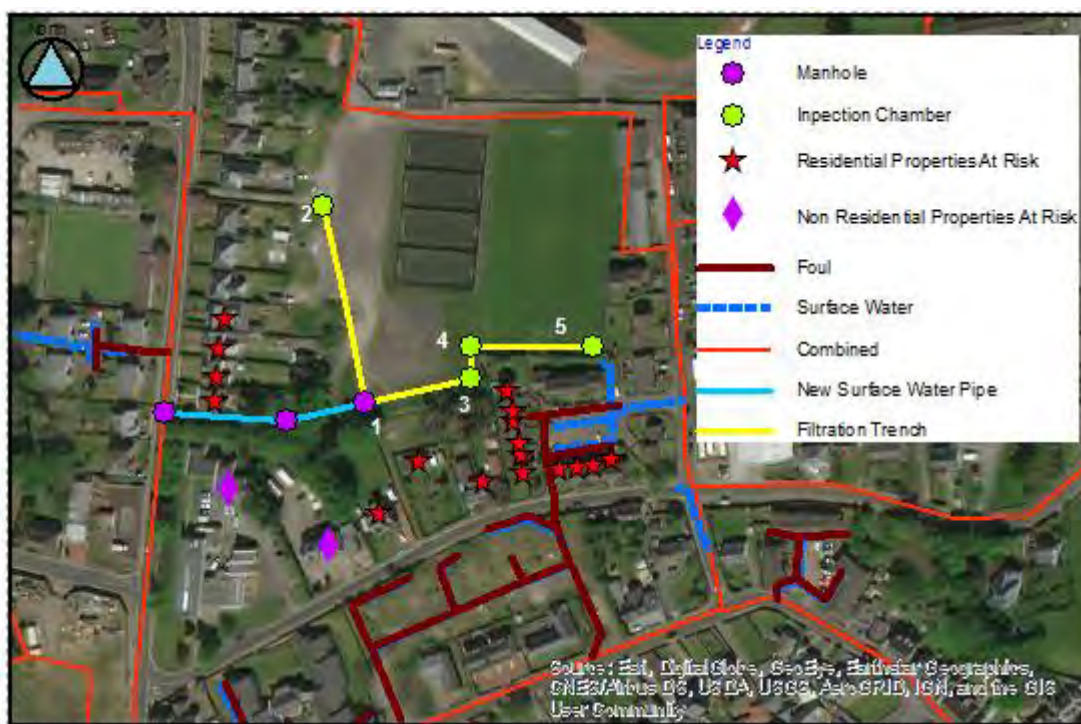 North
Legend
Manhole
Inpection Chamber
Residential Properties At Risk
Non Residential Properties At Risk
Foul
Surface Water
Combined
New Surface Water Pipe
Filtration Trench
2
4
5
3
1
Source: Esri, DigitalGlobe, GeoEye, Earthstar Geographics,
CNES/Airbus DS, USDA, USGS, AeroGRID, IGN, and the GIS
User Community